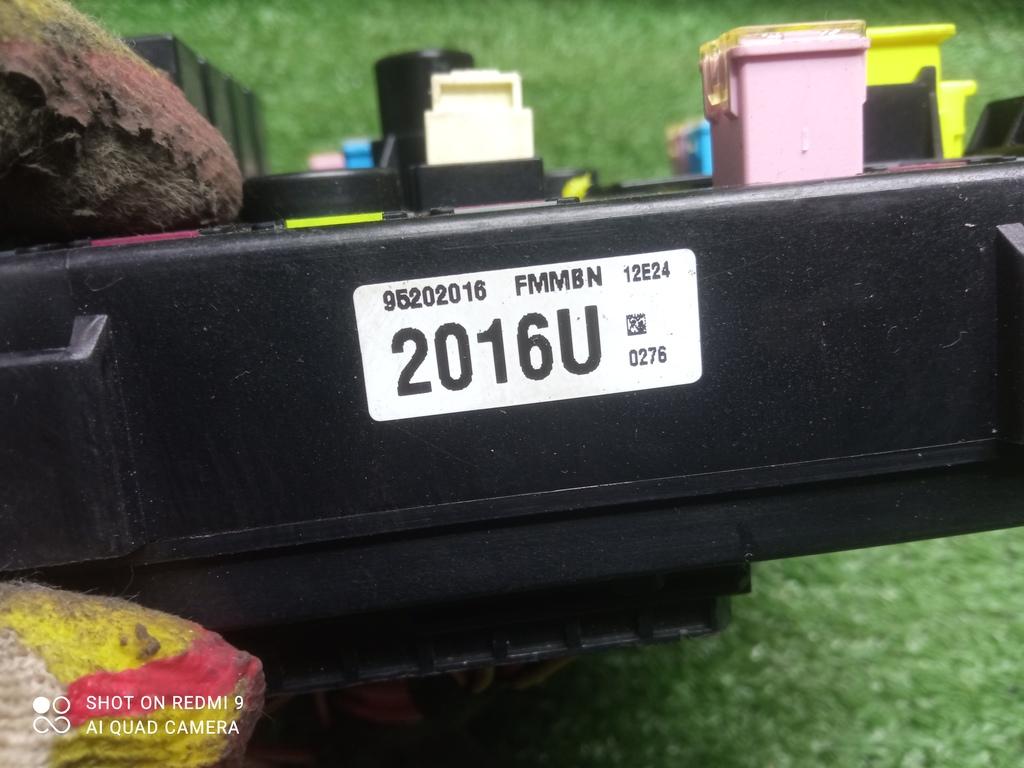 95202016 FMMBN 12E24
2016U
0276
SHOT ON REDMI 9
AI QUAD CAMERA